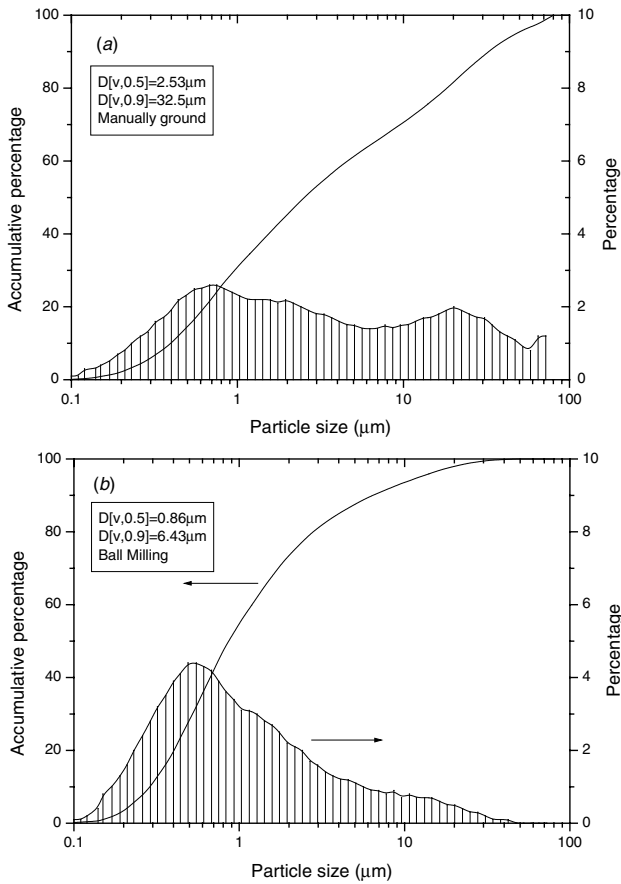 (a)
D[v,0.5]=2.53μm
D[v,0.9]=32.5μm
Manually ground
Accumulative percentage
100
80
60
40
20
0
10
8
6
4
2
0
Percentage
0.1 1 10 100
Particle size (μm)
(b)
D[v,0.5]=0.86μm
D[v,0.9]=6.43μm
Ball Milling
Accumulative percentage
100
80
60
40
20
0
10
8
6
4
2
0
Percentage
0.1 1 10 100
Particle size (μm)